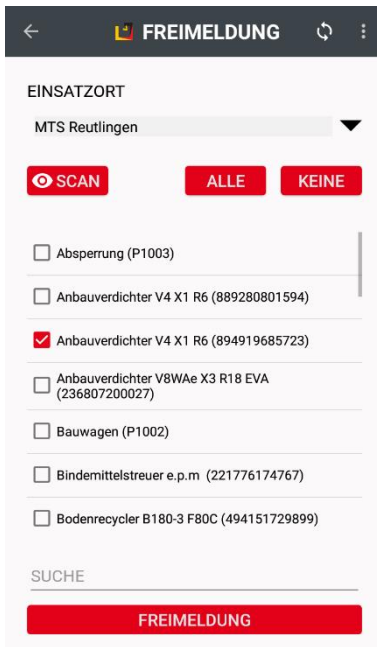 FREIMELDUNG
EINSATZORT
MTS Reutlingen
SCAN ALLE KEINE
Absperrung (P1003)
Anbauverdichter V4 X1 R6 (889280801594)
Anbauverdichter V4 X1 R6 (894919685723)
Anbauverdichter V8WAe X3 R18 EVA
(236807200027)
Bauwagen (P1002)
Bindemittelstreuer e.p.m (221776174767)
Bodenrecycler B180-3 F80C (494151729899)
SUCHE
FREIMELDUNG